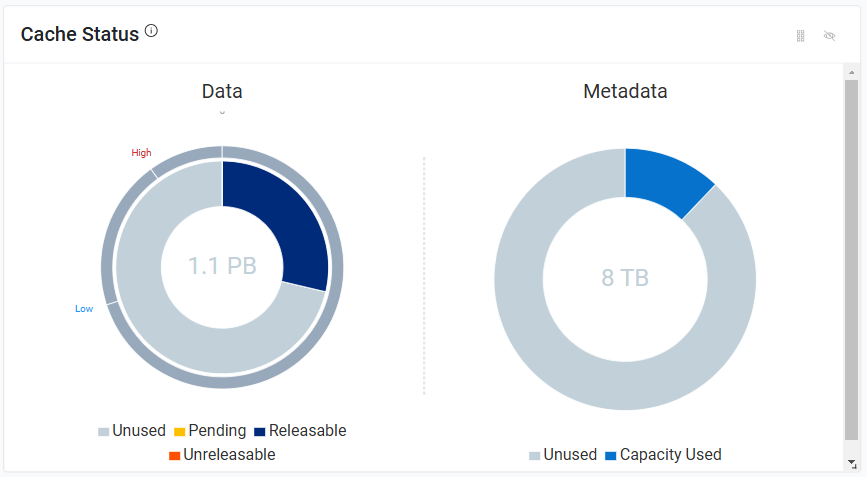 Cache Status
Data
Metadata
High
1.1 PB
8 TB
Low
Unused Pending Releasable
Unreleasable
Unused Capacity Used